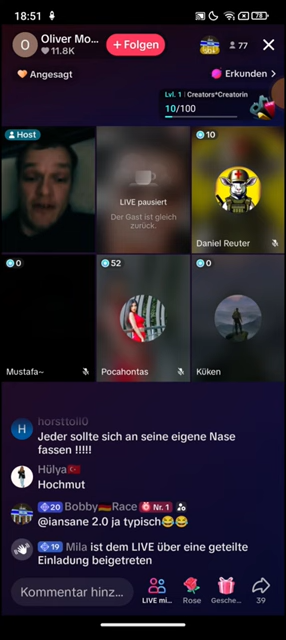 18:51
78
O
Oliver Mo...
11.8K
+ Folgen
77
Angesagt
Erkunden >
Lvl. 1 | Creators*Creatorin
10/100
Host
LIVE pausiert
Der Gast ist gleich
zurück.
10
Daniel Reuter
0
Mustafa~
52
Pocahontas
0
Küken
H
Jeder sollte sich an seine eigene Nase
fassen !!!!!
Hülya🇹🇷
Hochmut
20 Bobby🇩🇪Race Nr. 1
@iansane 2.0 ja typisch😂😂
19 Mila ist dem LIVE über eine geteilte
Einladung beigetreten
Kommentar hinz...
LIVE mi...
Rose
Gesche...
39